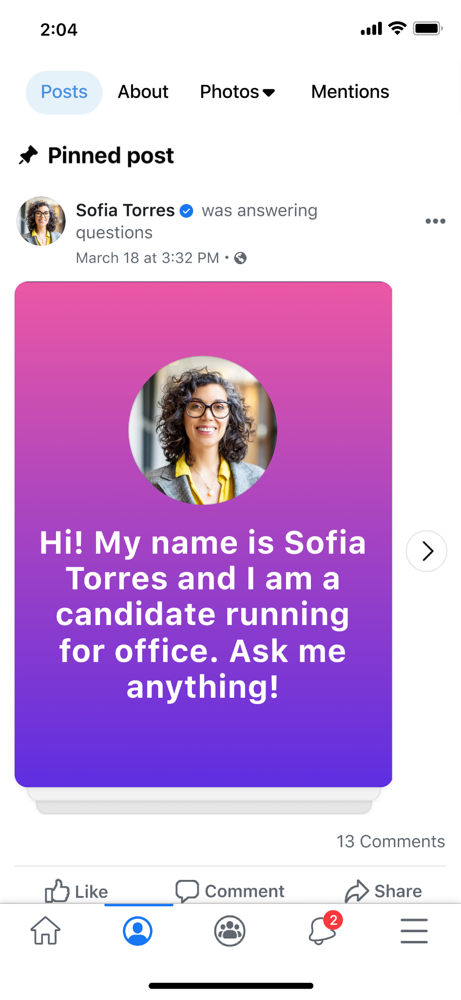 2:04
Posts About Photos Mentions
Pinned post
Sofia Torres was answering
questions
March 18 at 3:32 PM •
Hi! My name is Sofia
Torres and I am a
candidate running
for office. Ask me
anything!
13 Comments
Like Comment Share
2